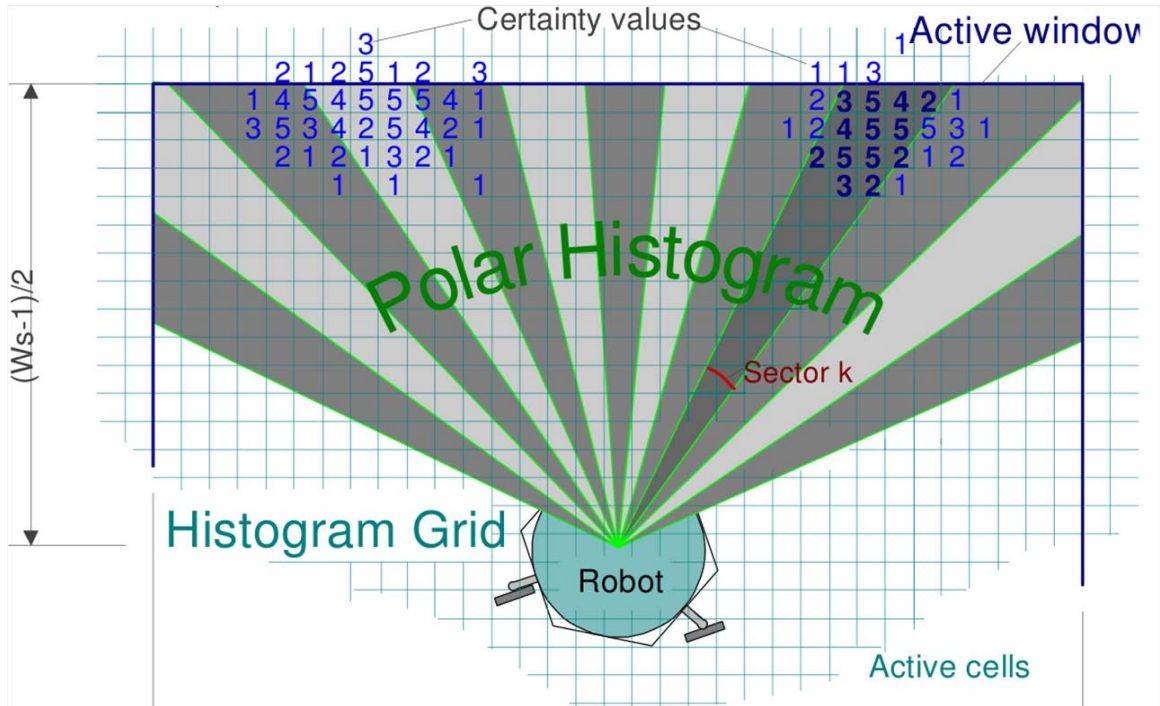 Certainty values
Active window
3 1
2 1 2 5 1 2 3 1 1 3
1 4 5 4 5 5 5 4 1 2 3 5 4 2 1
3 5 3 4 2 5 4 2 1 1 2 4 5 5 5 3 1
2 1 2 1 3 2 1 2 5 5 2 1 2
1 1 1 3 2 1
Polar Histogram
(Ws-1)/2
Sector k
Histogram Grid
Robot
Active cells